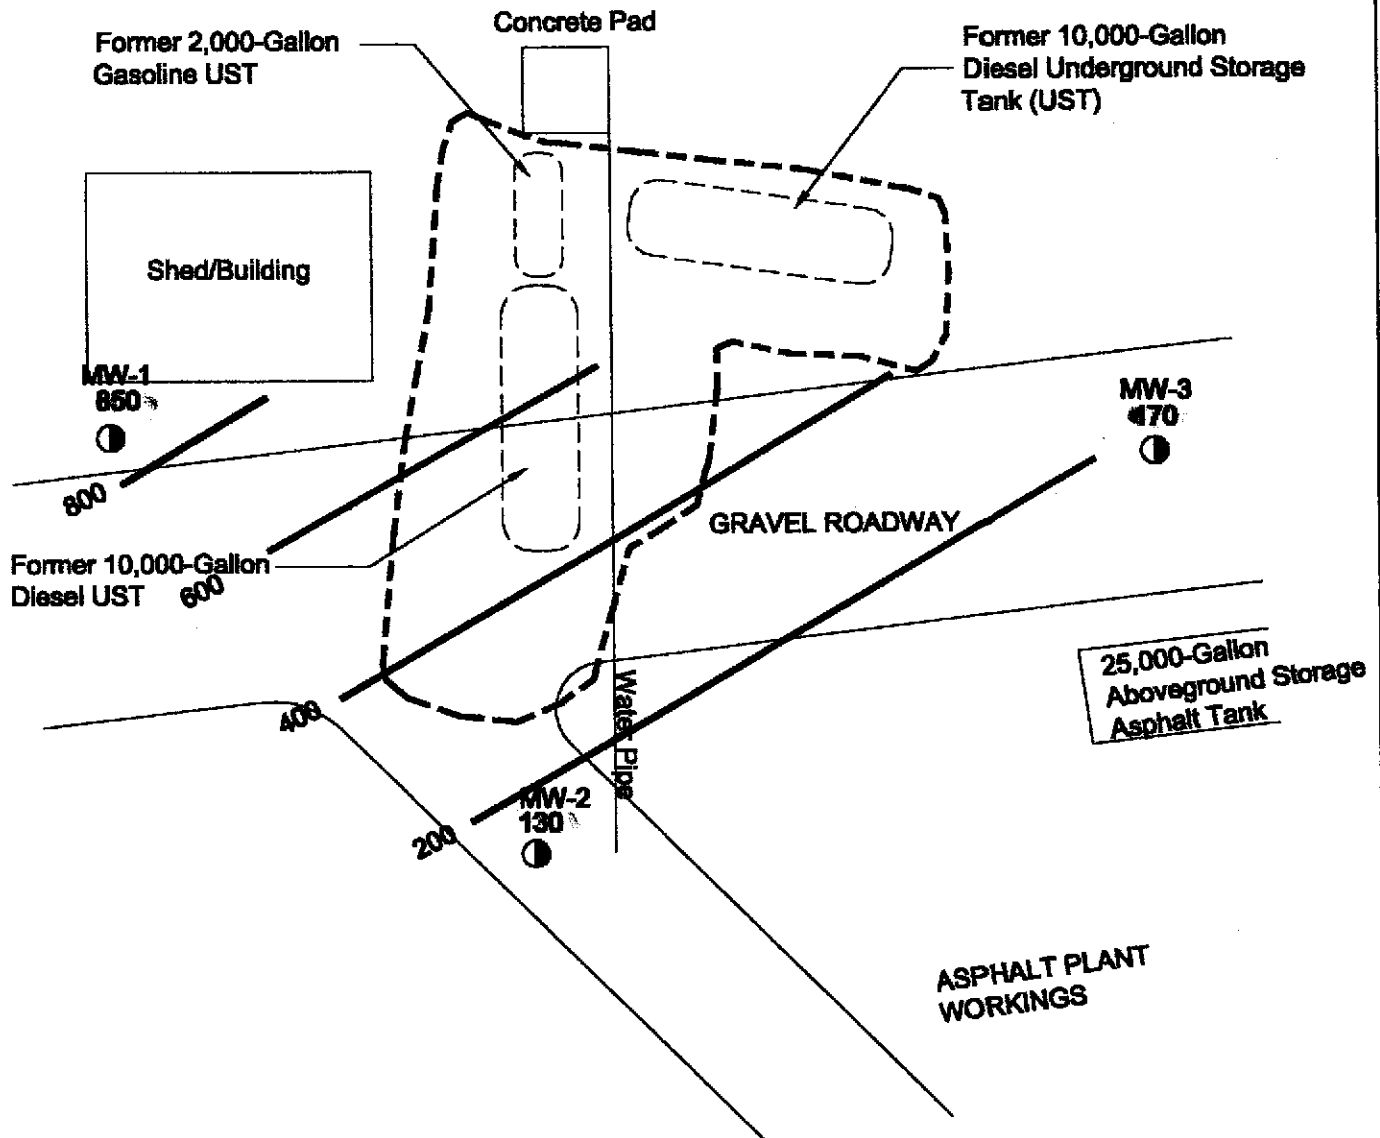 Concrete Pad
Former 2,000-Gallon
Gasoline UST
Former 10,000-Gallon
Diesel Underground Storage
Tank (UST)
Shed/Building
MW-1
850
MW-3
170
800
GRAVEL ROADWAY
Former 10,000-Gallon
Diesel UST
600
400
Water Pipe
25,000-Gallon
Aboveground Storage
Asphalt Tank
MW-2
130
200
ASPHALT PLANT
WORKINGS